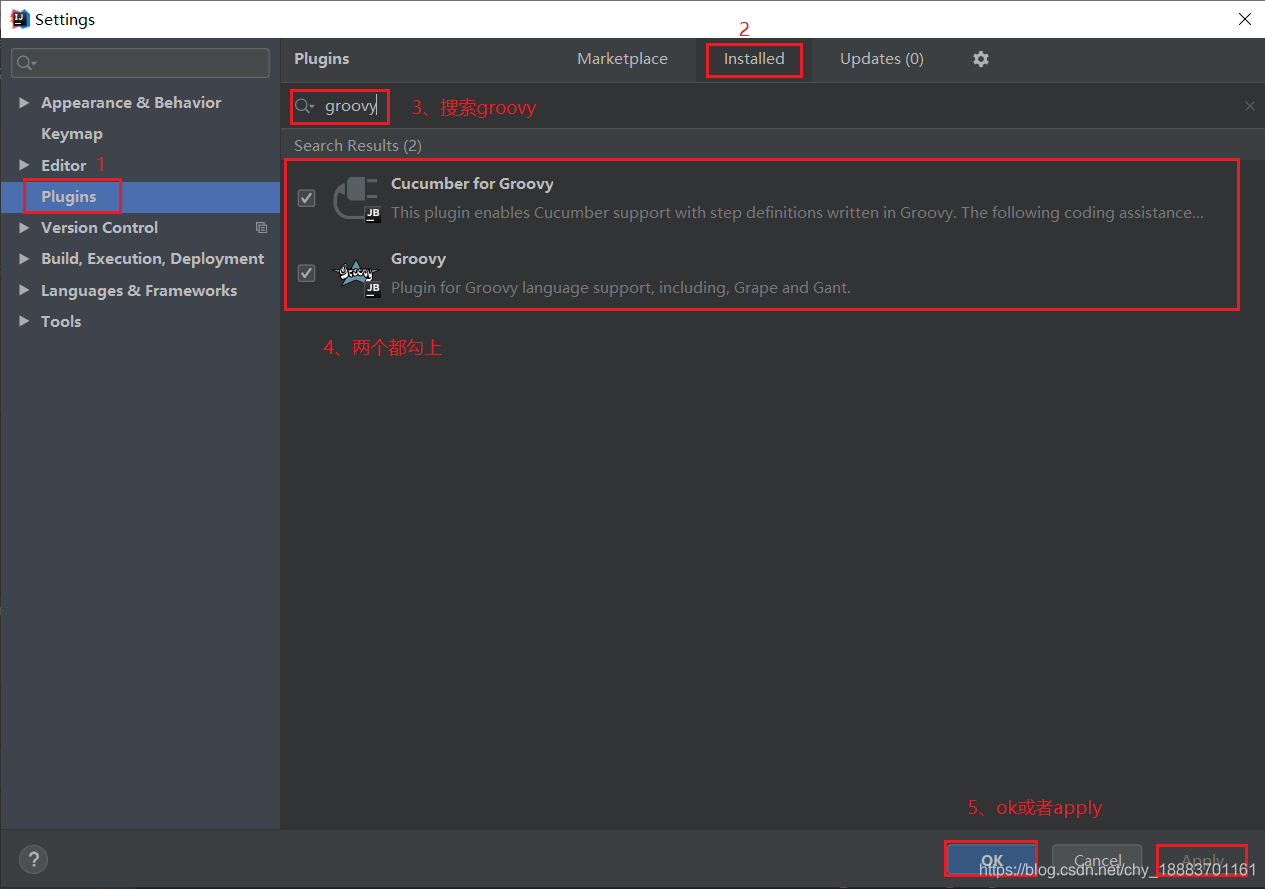 Settings
2
Plugins Marketplace Installed Updates (0)
groovy 3、搜索groovy
Search Results (2)
Appearance & Behavior
Keymap
Editor 1
Plugins
Version Control
Build, Execution, Deployment
Languages & Frameworks
Tools
Cucumber for Groovy
This plugin enables Cucumber support with step definitions written in Groovy. The following coding assistance...
JB
Groovy
Plugin for Groovy language support, including, Grape and Gant.
Groovy
JB
4、两个都勾上
5、ok或者apply
? OK Cancel Apply
https://blog.csdn.net/chy_18883701161